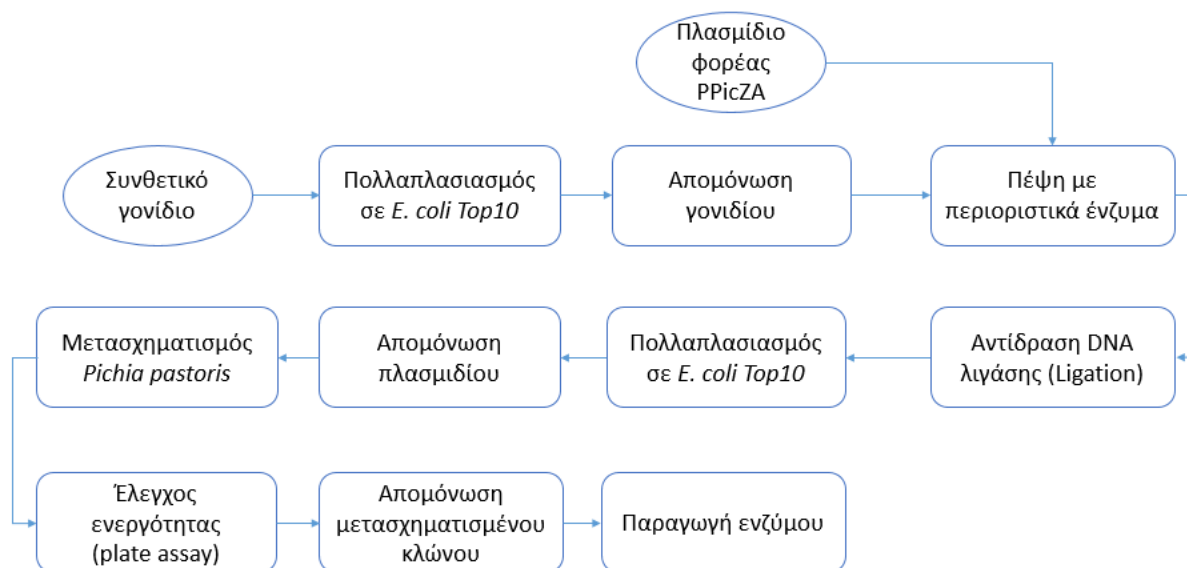 Πλασμίδιο
φορέας
PPicZA
Συνθετικό
γονίδιο
Πολλαπλασιασμός
σε E. coli Top10
Απομόνωση
γονιδίου
Πέψη με
περιοριστικά ένζυμα
Αντίδραση DNA
λιγάσης (Ligation)
Πολλαπλασιασμός
σε E. coli Top10
Απομόνωση
πλασμιδίου
Μετασχηματισμός
Pichia pastoris
Έλεγχος
ενεργότητας
(plate assay)
Απομόνωση
μετασχηματισμένου
κλώνου
Παραγωγή ενζύμου